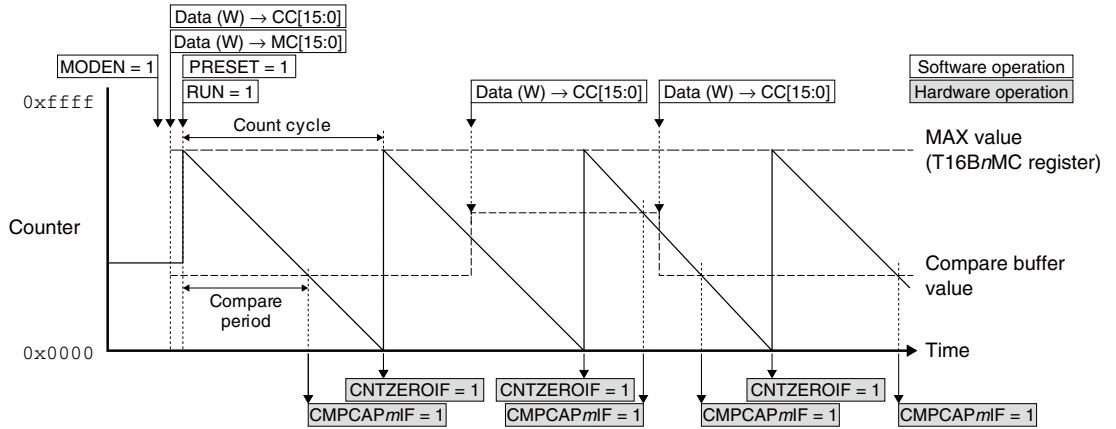 Data (W) → CC[15:0]
Data (W) → MC[15:0]
MODEN = 1
PRESET = 1
RUN = 1
Software operation
Hardware operation
0xffff
Data (W) → CC[15:0]
Data (W) → CC[15:0]
Count cycle
MAX value
(T16BnMC register)
Counter
Compare buffer
value
Compare
period
0x0000
Time
CNTZEROIF = 1
CNTZEROIF = 1
CNTZEROIF = 1
CMPCAPmIF = 1
CMPCAPmIF = 1
CMPCAPmIF = 1
CMPCAPmIF = 1